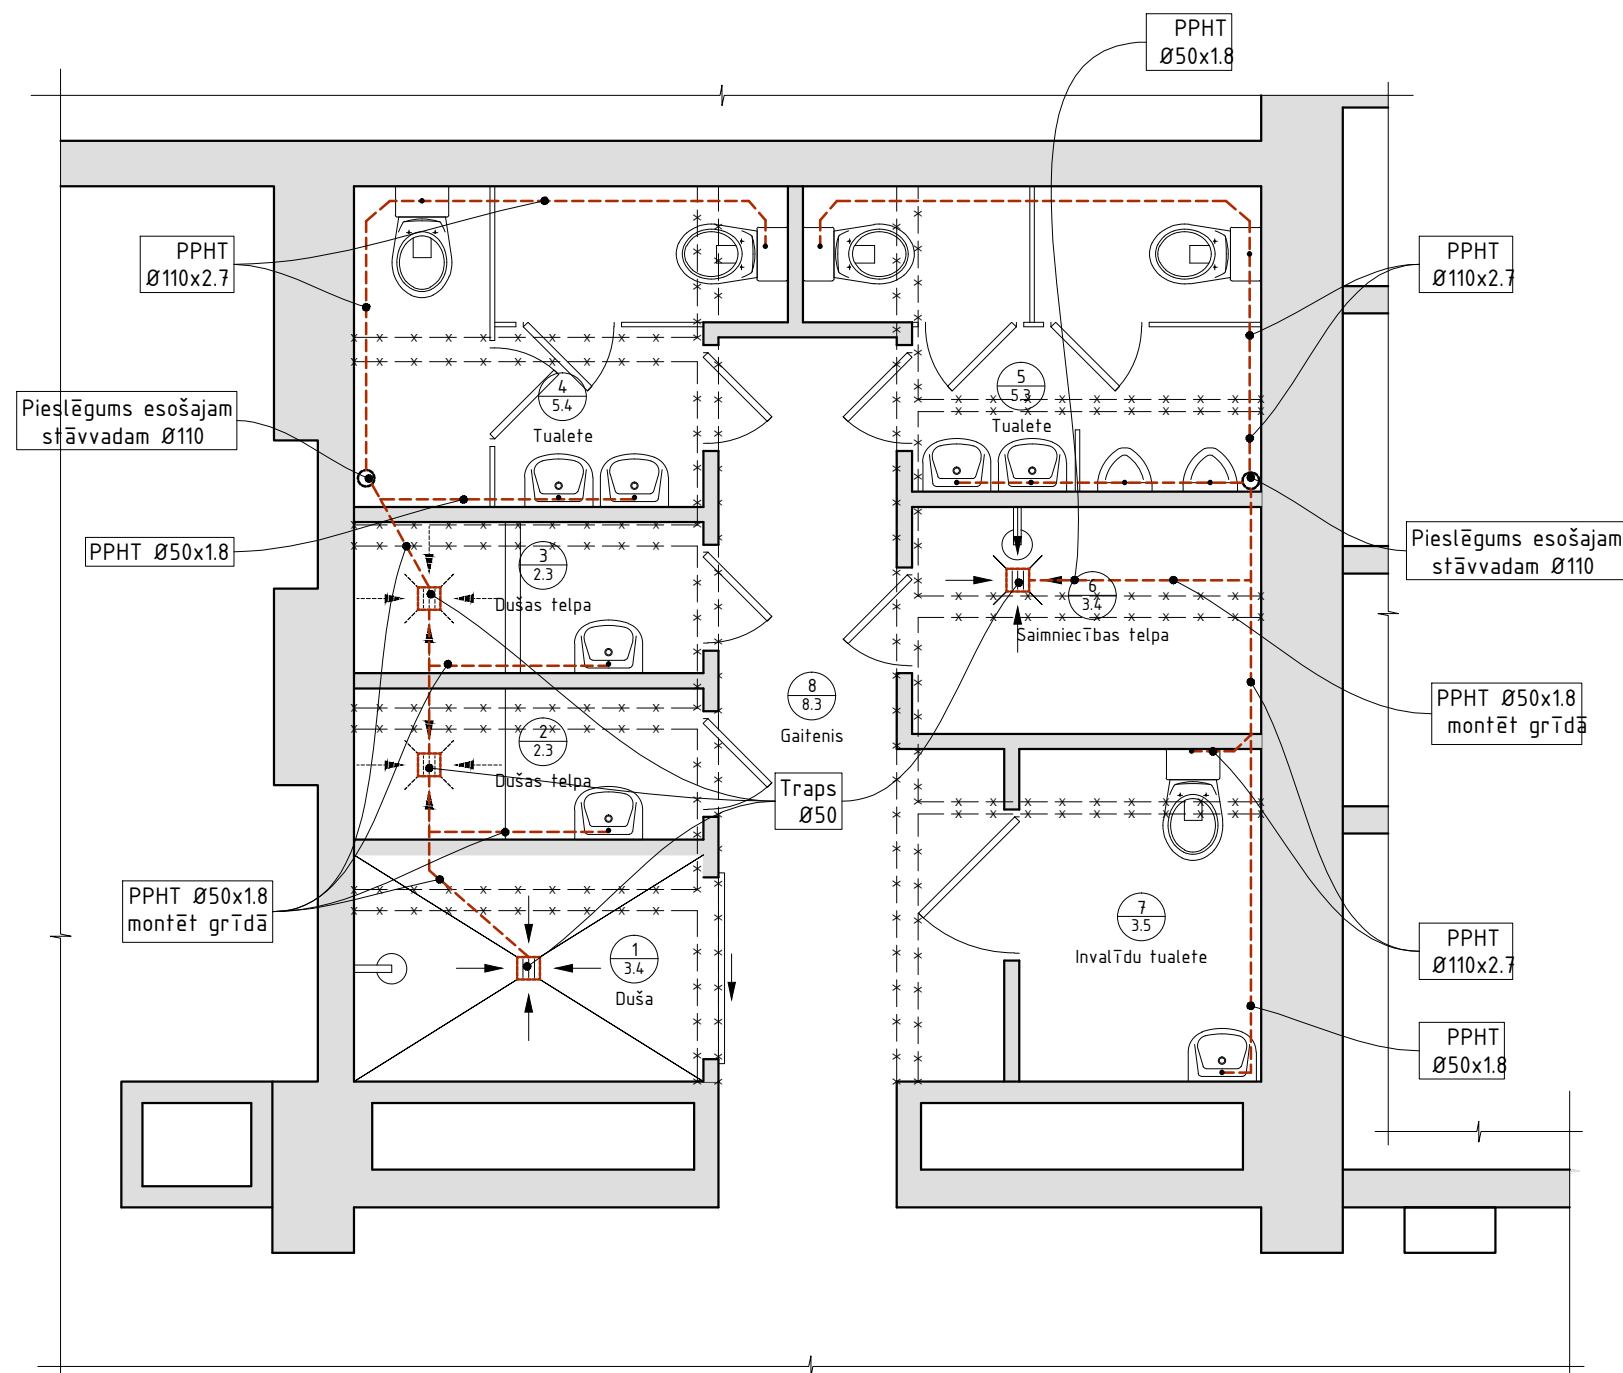 PPHT
Ø50x1.8
PPHT
Ø110x2.7
PPHT
Ø110x2.7
4
5.4
Tualete
5
5.3
Tualete
Pieslēgums esošajam
stāvvadam Ø110
PPHT Ø50x1.8
Pieslēgums esošajam
stāvvadam Ø110
3
2.3
Dušas telpa
6
3.4
Saimniecības telpa
8
8.3
Gaitenis
PPHT Ø50x1.8
montēt grīdā
2
2.3
Dušas telpa
Traps
Ø50
PPHT Ø50x1.8
montēt grīdā
7
3.5
Invalīdu tualete
PPHT
Ø110x2.7
1
3.4
Duša
PPHT
Ø50x1.8